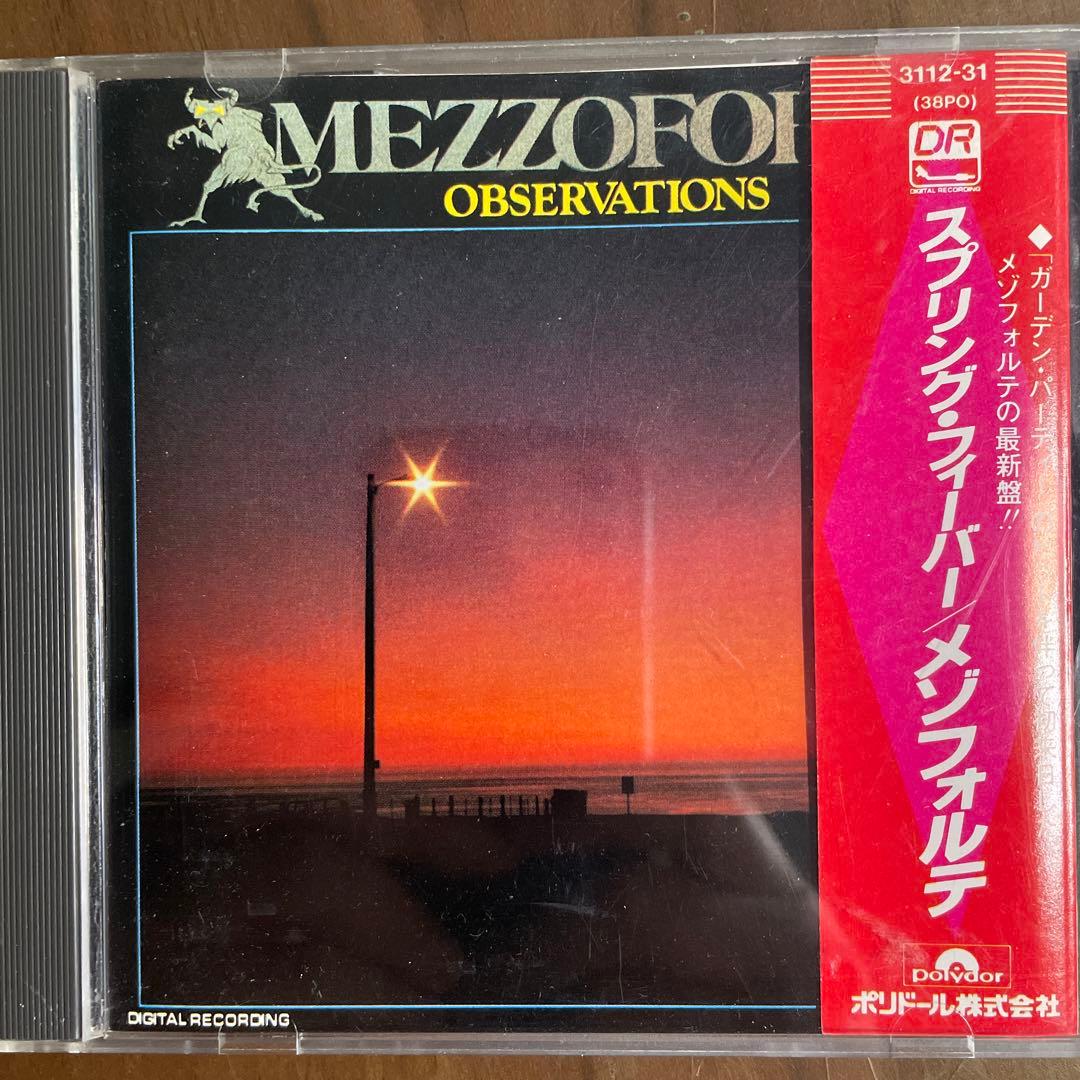 MEZZOFOR
OBSERVATIONS
DIGITAL RECORDING
3112-31
(38PO)
DR
DIGITAL RECORDING
◆「ガーデン・パーティ
メゾフォルテの最新盤!!
スプリング・フィーバー/メゾフォルテ
polydor
ポリドール株式会社